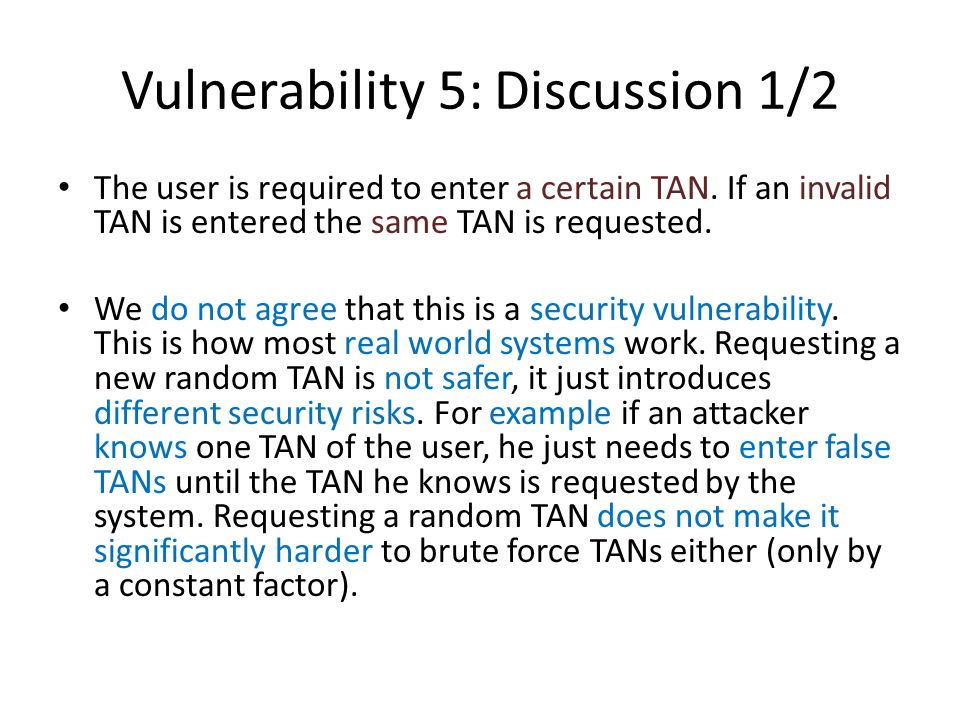 Vulnerability 5: Discussion 1/2
• The user is required to enter a certain TAN. If an invalid
TAN is entered the same TAN is requested.
• We do not agree that this is a security vulnerability.
This is how most real world systems work. Requesting a
new random TAN is not safer, it just introduces
different security risks. For example if an attacker
knows one TAN of the user, he just needs to enter false
TANs until the TAN he knows is requested by the
system. Requesting a random TAN does not make it
significantly harder to brute force TANs either (only by
a constant factor).